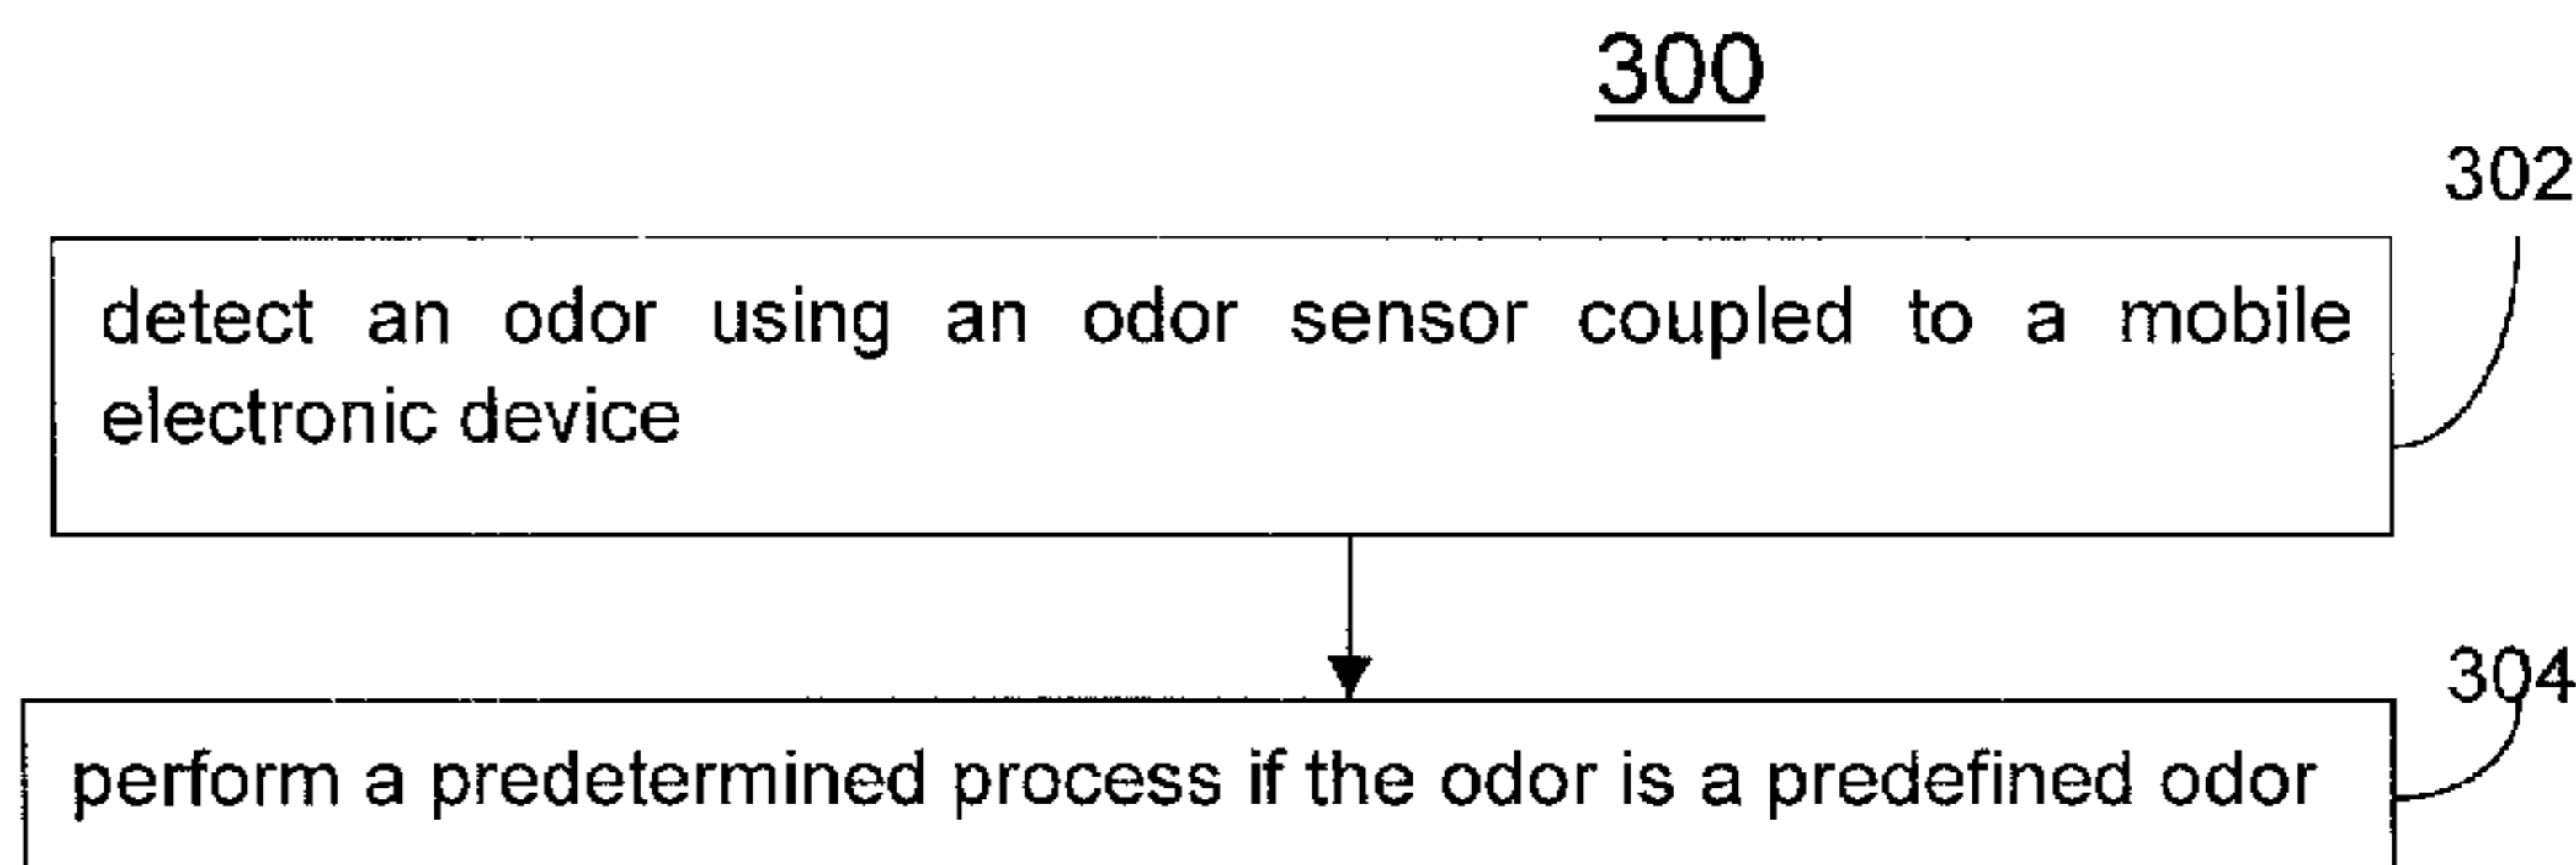 300
302
detect an odor using an odor sensor coupled to a mobile
electronic device
304
perform a predetermined process if the odor is a predefined odor